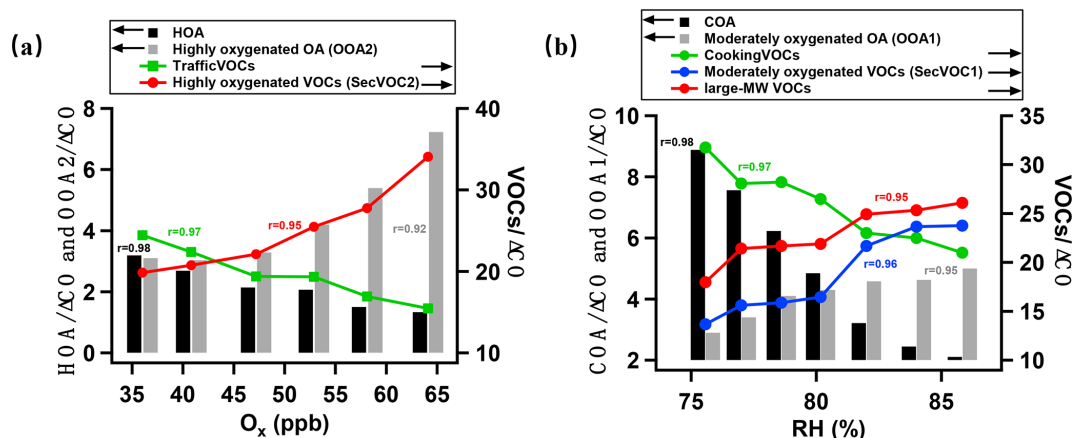 (a)
HOA
Highly oxygenated OA (OOA2)
TrafficVOCs
Highly oxygenated VOCs (SecVOC2)
HOA/ΔCO and OOA2/ΔCO
8
6
4
2
0
40
30
20
10
VOCs/ΔCO
r=0.98
r=0.97
r=0.95
r=0.92
35 40 45 50 55 60 65
Ox (ppb)
(b)
COA
Moderately oxygenated OA (OOA1)
CookingVOCs
Moderately oxygenated VOCs (SecVOC1)
large-MW VOCs
COA/ΔCO and OOA1/ΔCO
10
8
6
4
2
35
30
25
20
15
10
VOCs/ΔCO
r=0.98
r=0.97
r=0.95
r=0.96
r=0.95
75 80 85
RH (%)